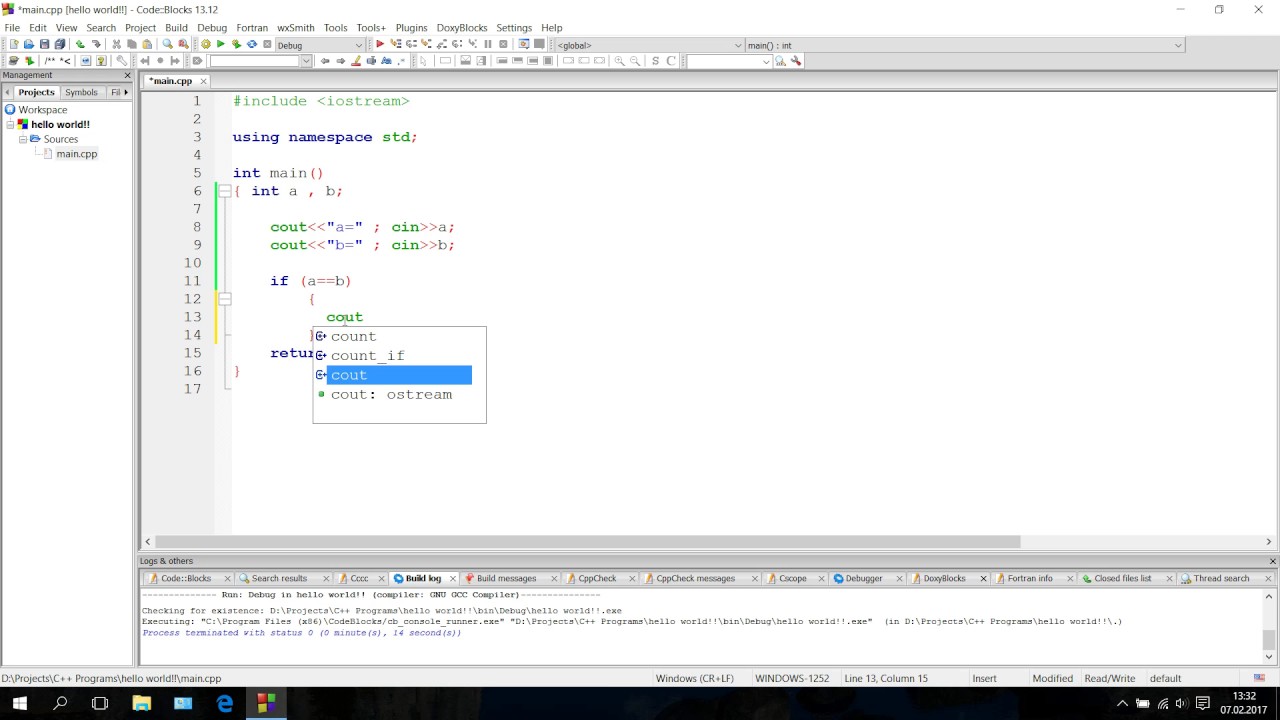 *main.cpp [hello world!!] - Code::Blocks 13.12
File Edit View Search Project Build Debug Fortran wxSmith Tools Tools+ Plugins DoxyBlocks Settings Help
Debug <global> main() : int
/** *<
S C
Management
Projects Symbols Fil
Workspace
hello world!!
Sources
main.cpp
*main.cpp
1 #include <iostream>
2
3 using namespace std;
4
5 int main()
6 { int a , b;
7
8 cout<<"a=" ; cin>>a;
9 cout<<"b=" ; cin>>b;
10
11 if (a==b)
12 {
13 cout
14 }
15 retur
16 }
17
count
count_if
cout
cout: ostream
Logs & others
Code::Blocks Search results Cccc Build log Build messages CppCheck CppCheck messages Cscope Debugger DoxyBlocks Fortran info Closed files list Thread search
-------------- Run: Debug in hello world!! (compiler: GNU GCC Compiler)---------------
Checking for existence: D:\Projects\C++ Programs\hello world!!\bin\Debug\hello world!!.exe
Executing: "C:\Program Files (x86)\CodeBlocks/cb_console_runner.exe" "D:\Projects\C++ Programs\hello world!!\bin\Debug\hello world!!.exe" (in D:\Projects\C++ Programs\hello world!!\.)
Process terminated with status 0 (0 minute(s), 14 second(s))
D:\Projects\C++ Programs\hello world!!\main.cpp Windows (CR+LF) WINDOWS-1252 Line 13, Column 15 Insert Modified Read/Write default
13:32
07.02.2017